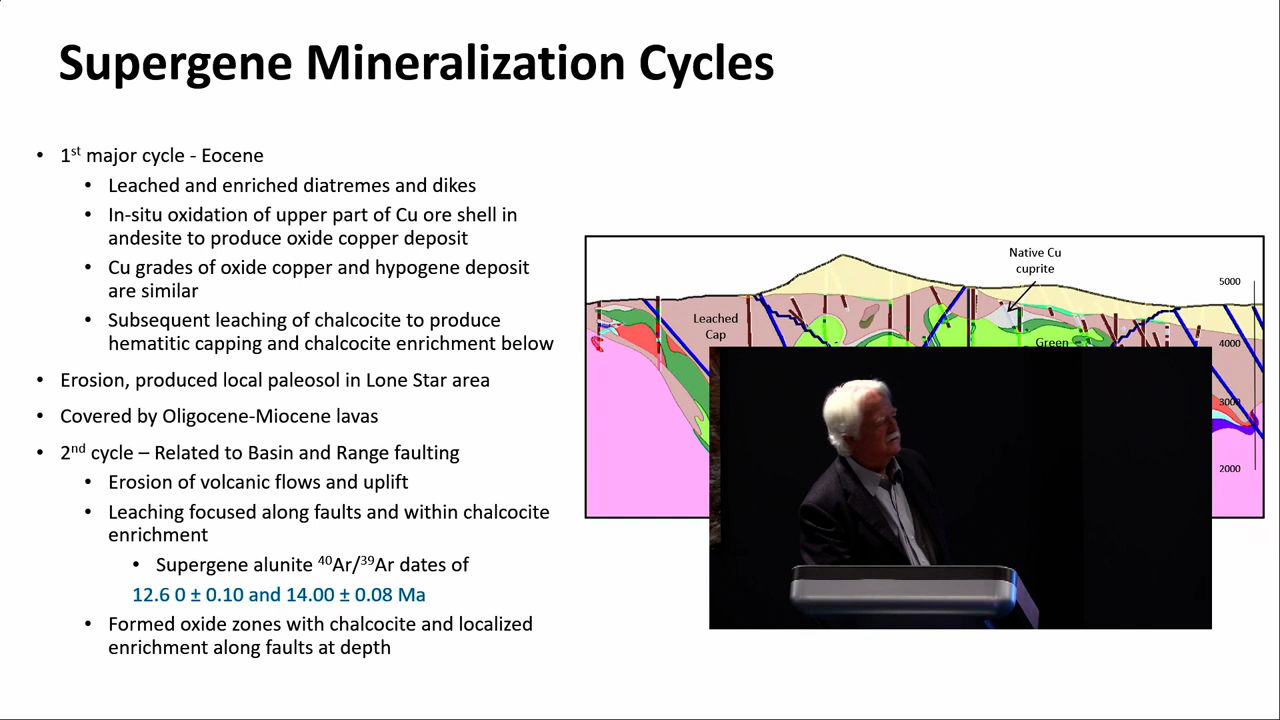 Supergene Mineralization Cycles
• 1st major cycle - Eocene
• Leached and enriched diatremes and dikes
• In-situ oxidation of upper part of Cu ore shell in
andesite to produce oxide copper deposit
• Cu grades of oxide copper and hypogene deposit
are similar
• Subsequent leaching of chalcocite to produce
hematitic capping and chalcocite enrichment below
• Erosion, produced local paleosol in Lone Star area
• Covered by Oligocene-Miocene lavas
• 2nd cycle – Related to Basin and Range faulting
• Erosion of volcanic flows and uplift
• Leaching focused along faults and within chalcocite
enrichment
• Supergene alunite 40Ar/39Ar dates of
12.6 0 ± 0.10 and 14.00 ± 0.08 Ma
• Formed oxide zones with chalcocite and localized
enrichment along faults at depth
Native Cu
cuprite
5000
Leached
Cap
Green
4000
3000
2000